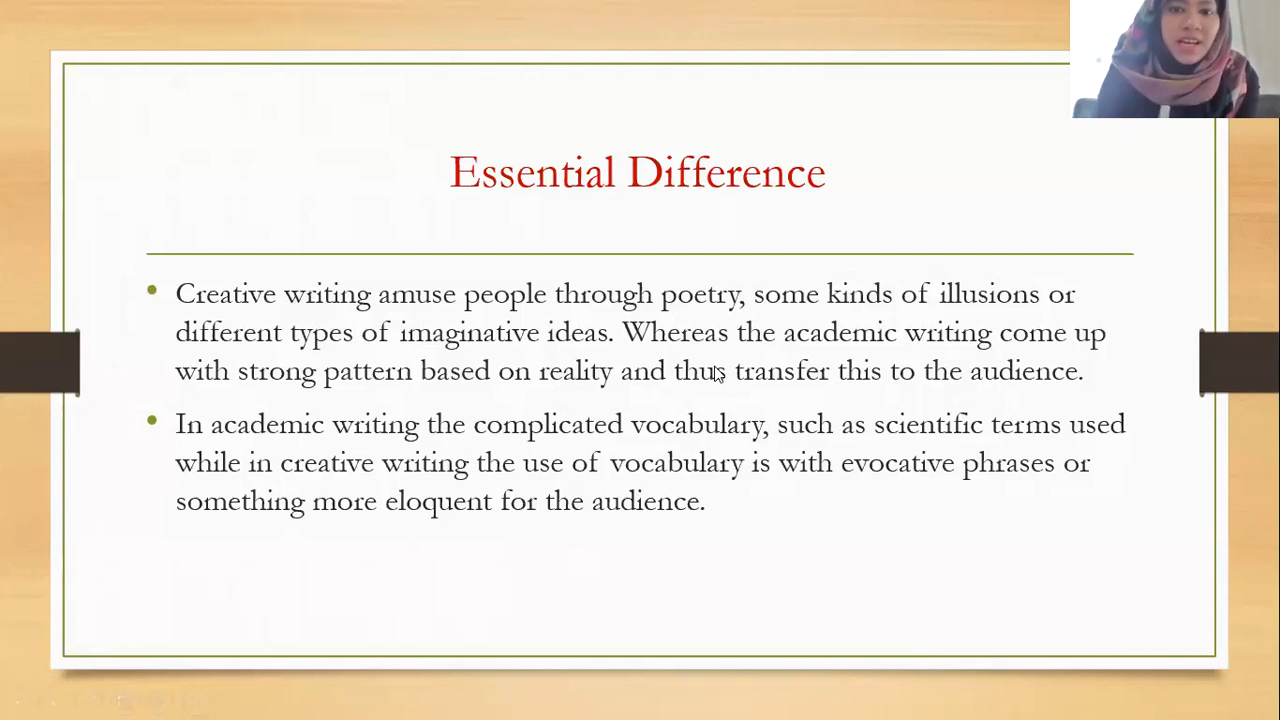 Essential Difference
• Creative writing amuse people through poetry, some kinds of illusions or
different types of imaginative ideas. Whereas the academic writing come up
with strong pattern based on reality and thus transfer this to the audience.
• In academic writing the complicated vocabulary, such as scientific terms used
while in creative writing the use of vocabulary is with evocative phrases or
something more eloquent for the audience.